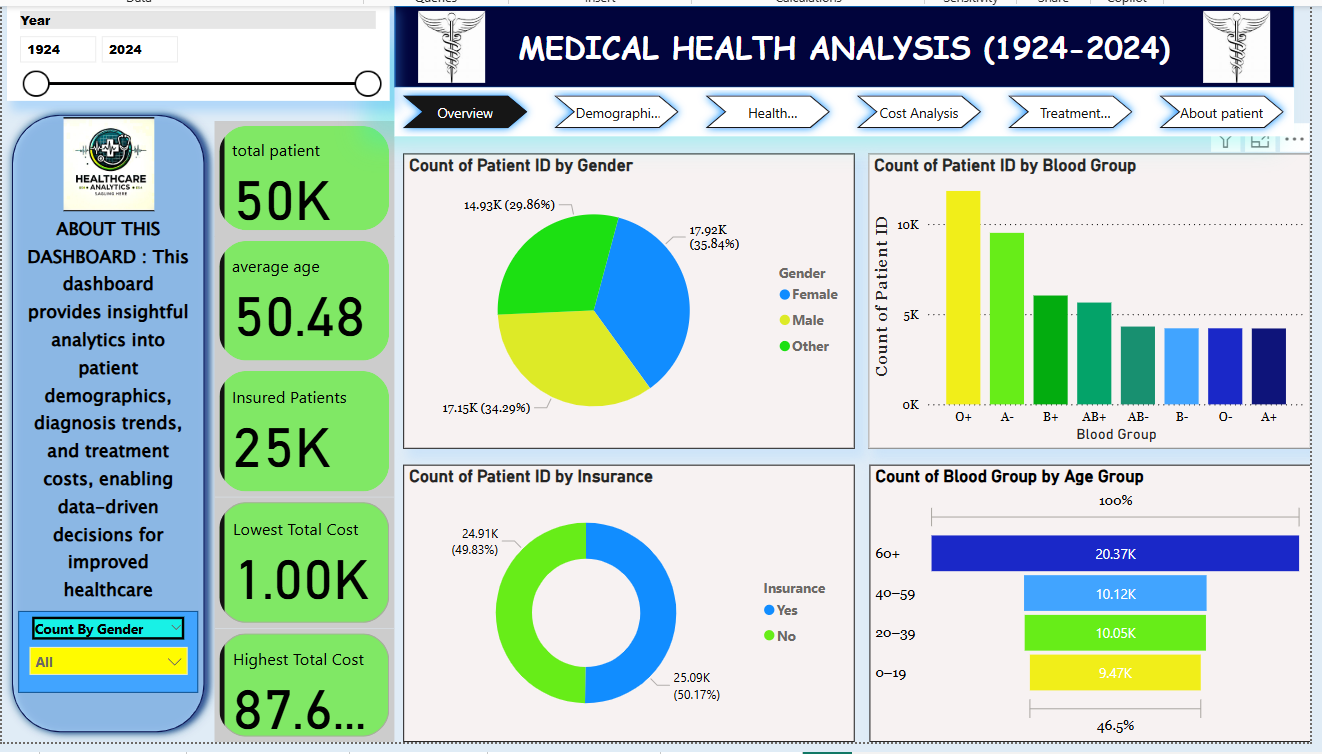 Year
1924
2024
MEDICAL HEALTH ANALYSIS (1924-2024)
Overview
Demographi...
Health...
Cost Analysis
Treatment...
About patient
HEALTHCARE
ANALYTICS
ABOUT THIS
DASHBOARD : This
dashboard
provides insightful
analytics into
patient
demographics,
diagnosis trends,
and treatment
costs, enabling
data-driven
decisions for
improved
healthcare
Count By Gender
All
total patient
50K
average age
50.48
Insured Patients
25K
Lowest Total Cost
1.00K
Highest Total Cost
87.6...
Count of Patient ID by Gender
14.93K (29.86%)
17.92K
(35.84%)
17.15K (34.29%)
Gender
Female
Male
Other
Count of Patient ID by Blood Group
Count of Patient ID
10K
5K
0K
O+ A- B+ AB+ AB- B- O- A+
Blood Group
Count of Patient ID by Insurance
24.91K
(49.83%)
25.09K
(50.17%)
Insurance
Yes
No
Count of Blood Group by Age Group
100%
60+ 20.37K
40-59 10.12K
20-39 10.05K
0-19 9.47K
46.5%